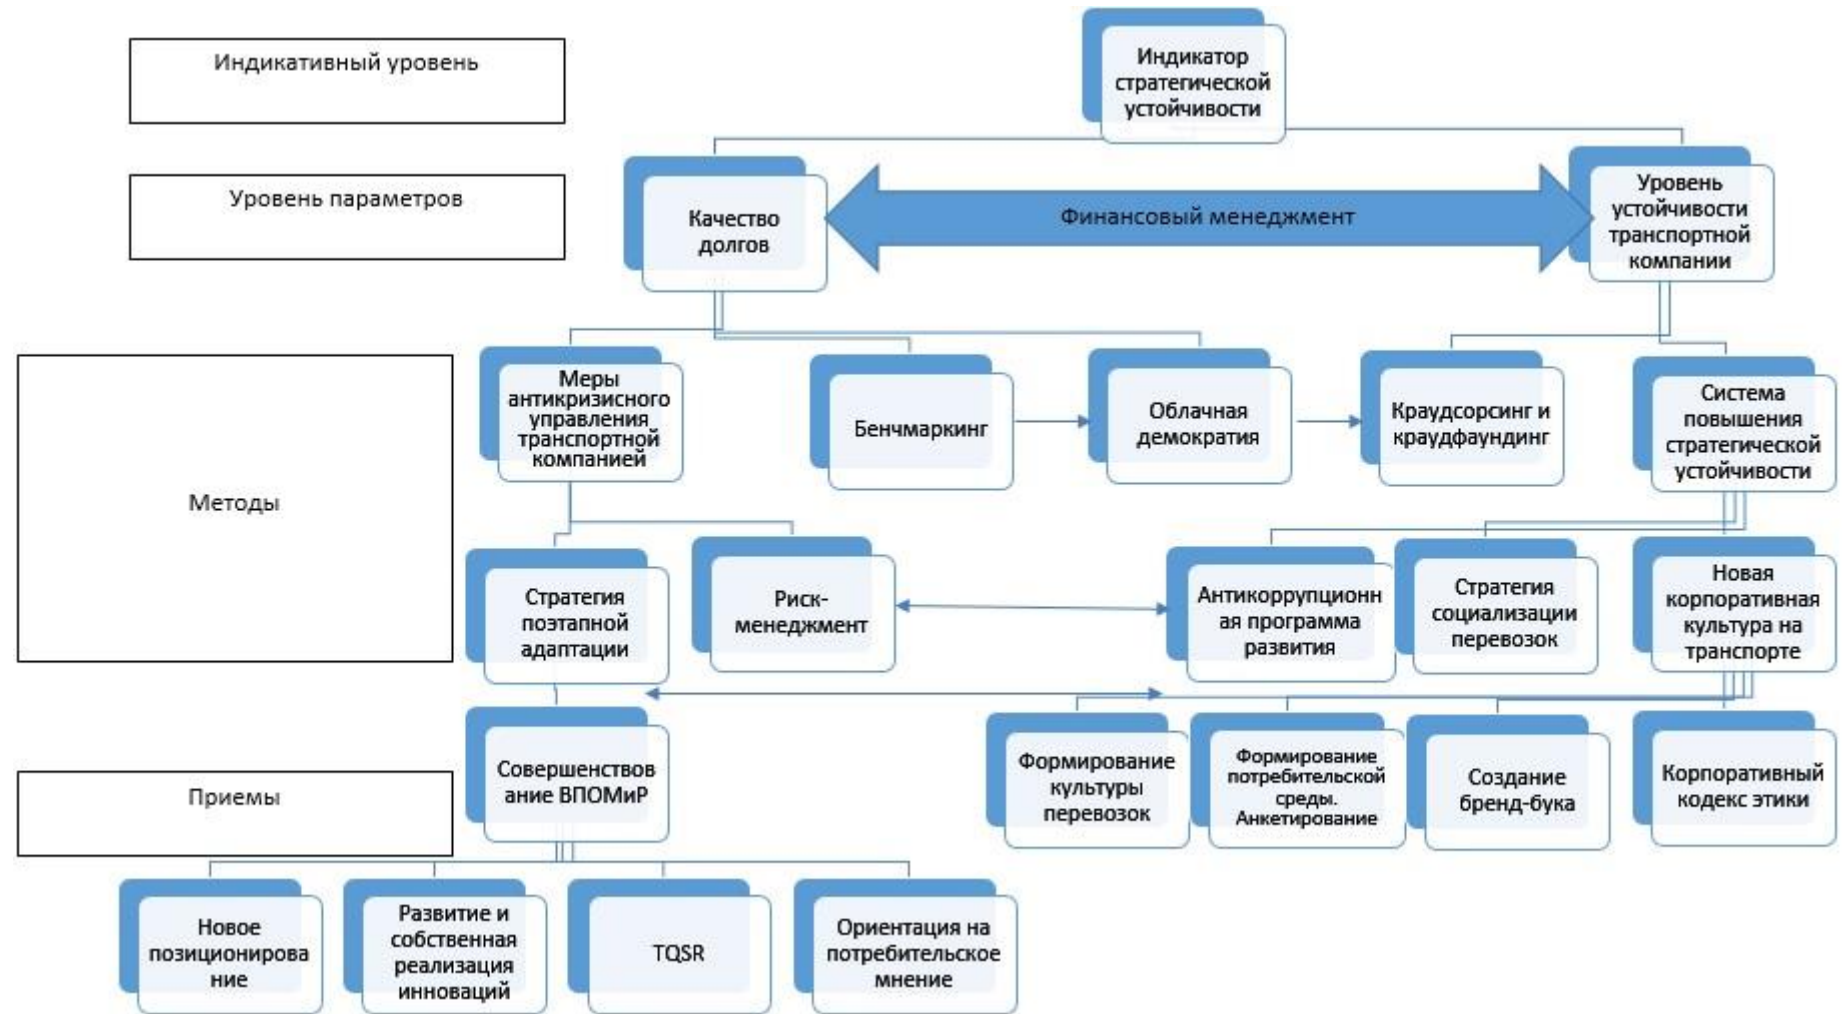 Индикативный уровень
Индикатор
стратегической
устойчивости
Уровень параметров
Качество
долгов
Финансовый менеджмент
Уровень
устойчивости
транспортной
компании
Методы
Меры
антикризисного
управления
транспортной
компанией
Бенчмаркинг
Облачная
демократия
Краудсорсинг и
краудфаундинг
Система
повышения
стратегической
устойчивости
Стратегия
поэтапной
адаптации
Риск-
менеджмент
Антикоррупционн
ая программа
развития
Стратегия
социализации
перевозок
Новая
корпоративная
культура на
транспорте
Приемы
Совершенствов
ание ВПОМиР
Формирование
культуры
перевозок
Формирование
потребительской
среды.
Анкетирование
Создание
бренд-бука
Корпоративный
кодекс этики
Новое
позиционирова
ние
Развитие и
собственная
реализация
инноваций
TQSR
Ориентация на
потребительское
мнение